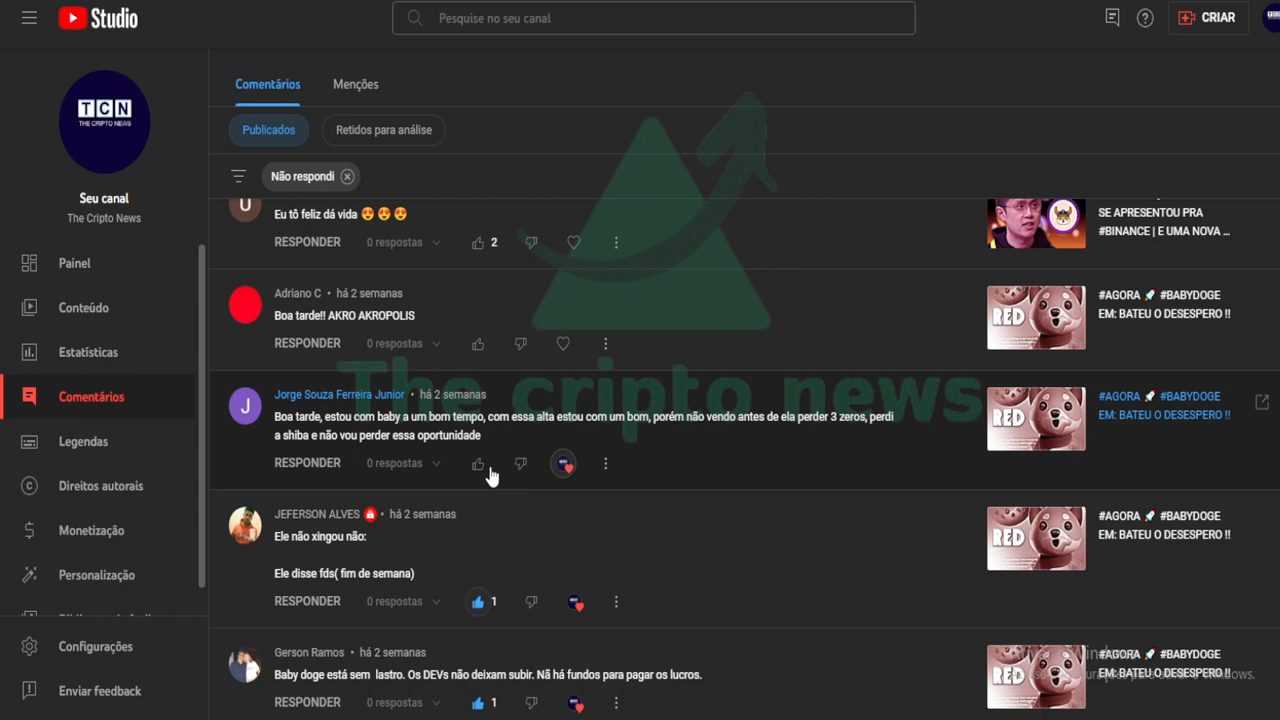 Studio
Pesquise no seu canal
CRIAR
TCN
THE CRIPTO NEWS
Seu canal
The Cripto News
Painel
Conteúdo
Estatísticas
Comentários
Legendas
Direitos autorais
Monetização
Personalização
Configurações
Enviar feedback
Comentários
Menções
Publicados
Retidos para análise
Não respondi
U
Eu tô feliz dá vida 😍 😍 😍
RESPONDER 0 respostas 2
SE APRESENTOU PRA
#BINANCE | E UMA NOVA ...
Adriano C • há 2 semanas
Boa tarde!! AKRO AKROPOLIS
RESPONDER 0 respostas
RED
#AGORA 🚀 #BABYDOGE
EM: BATEU O DESESPERO !!
The cripto news
J
Jorge Souza Ferreira Junior • há 2 semanas
Boa tarde, estou com baby a um bom tempo, com essa alta estou com um bom, porém não vendo antes de ela perder 3 zeros, perdi
a shiba e não vou perder essa oportunidade
RESPONDER 0 respostas
RED
#AGORA 🚀 #BABYDOGE
EM: BATEU O DESESPERO !!
JEFERSON ALVES • há 2 semanas
Ele não xingou não:
Ele disse fds( fim de semana)
RESPONDER 0 respostas 1
RED
#AGORA 🚀 #BABYDOGE
EM: BATEU O DESESPERO !!
Gerson Ramos • há 2 semanas
Baby doge está sem lastro. Os DEVs não deixam subir. Nã há fundos para pagar os lucros.
RESPONDER 0 respostas 1
RED
#AGORA 🚀 #BABYDOGE
EM: BATEU O DESESPERO !!